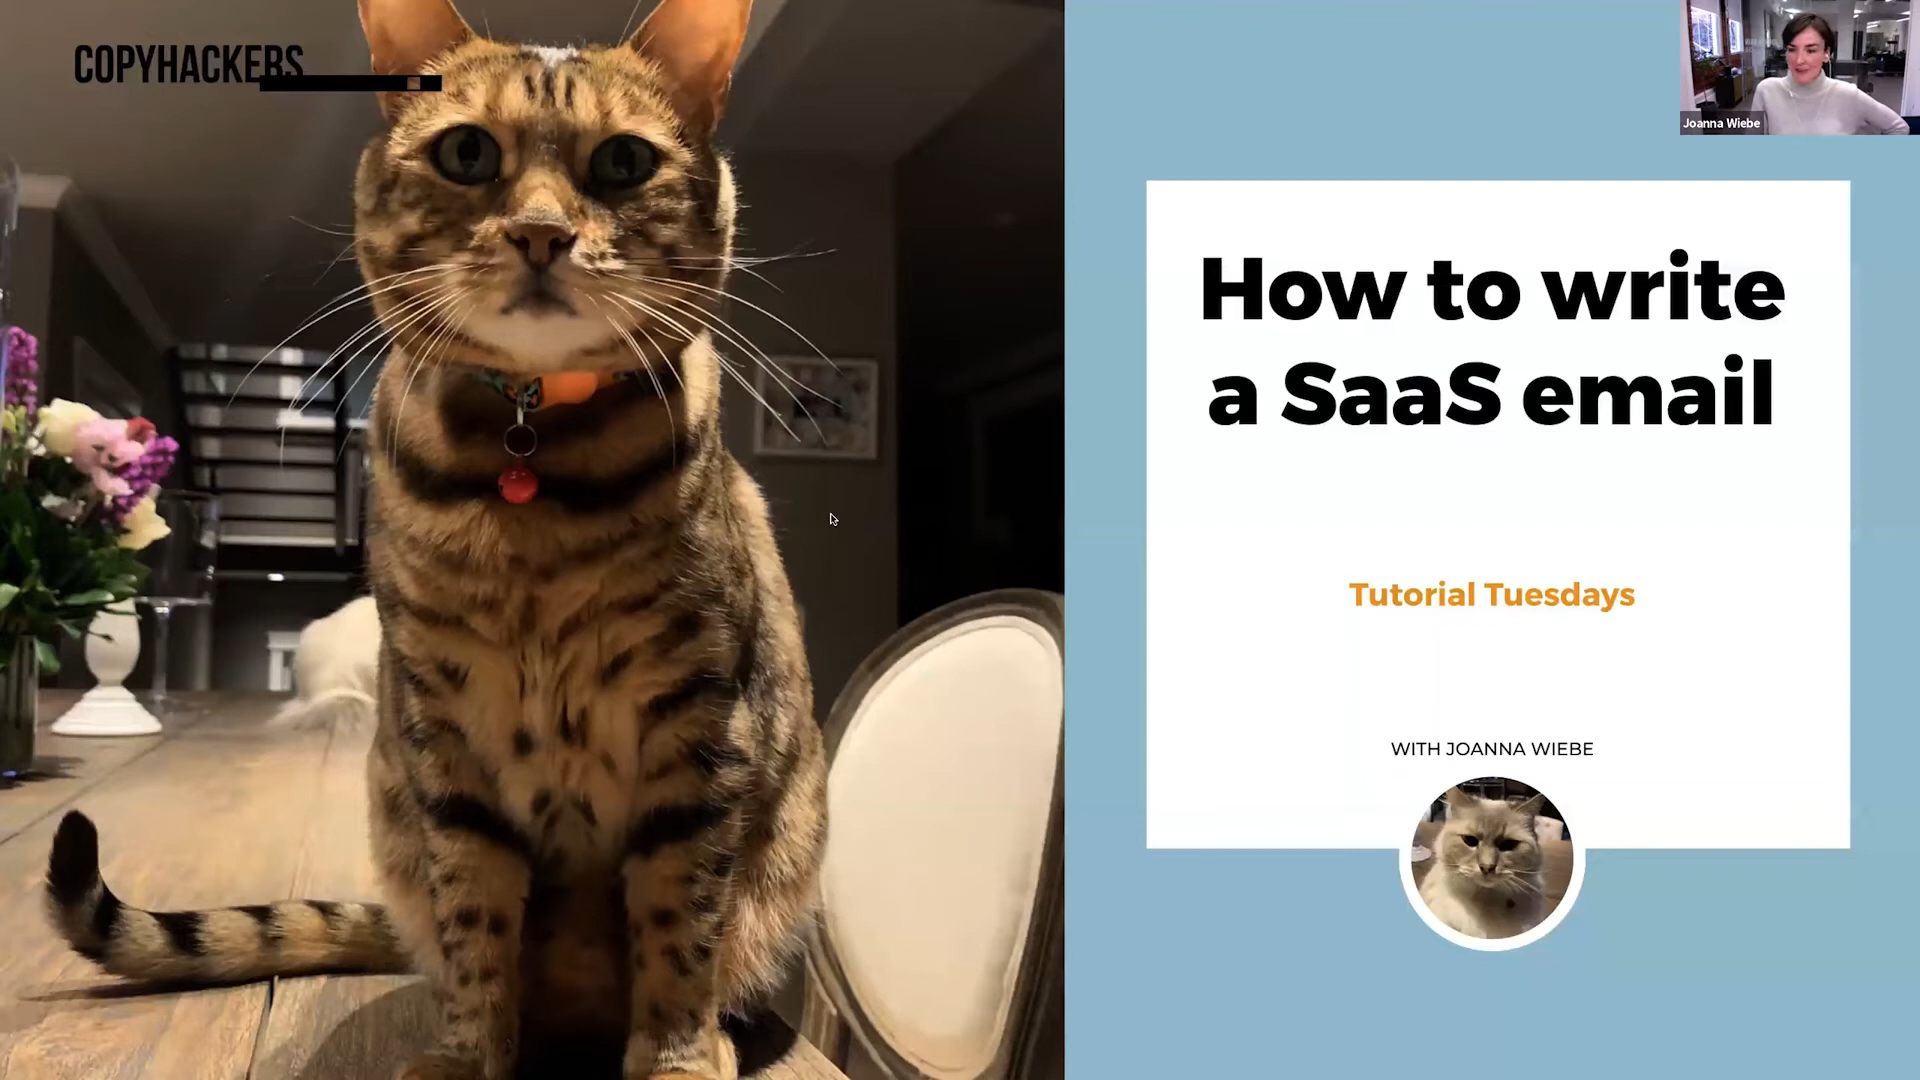 COPYHACKERS
Joanna Wiebe
How to write
a SaaS email
Tutorial Tuesdays
WITH JOANNA WIEBE